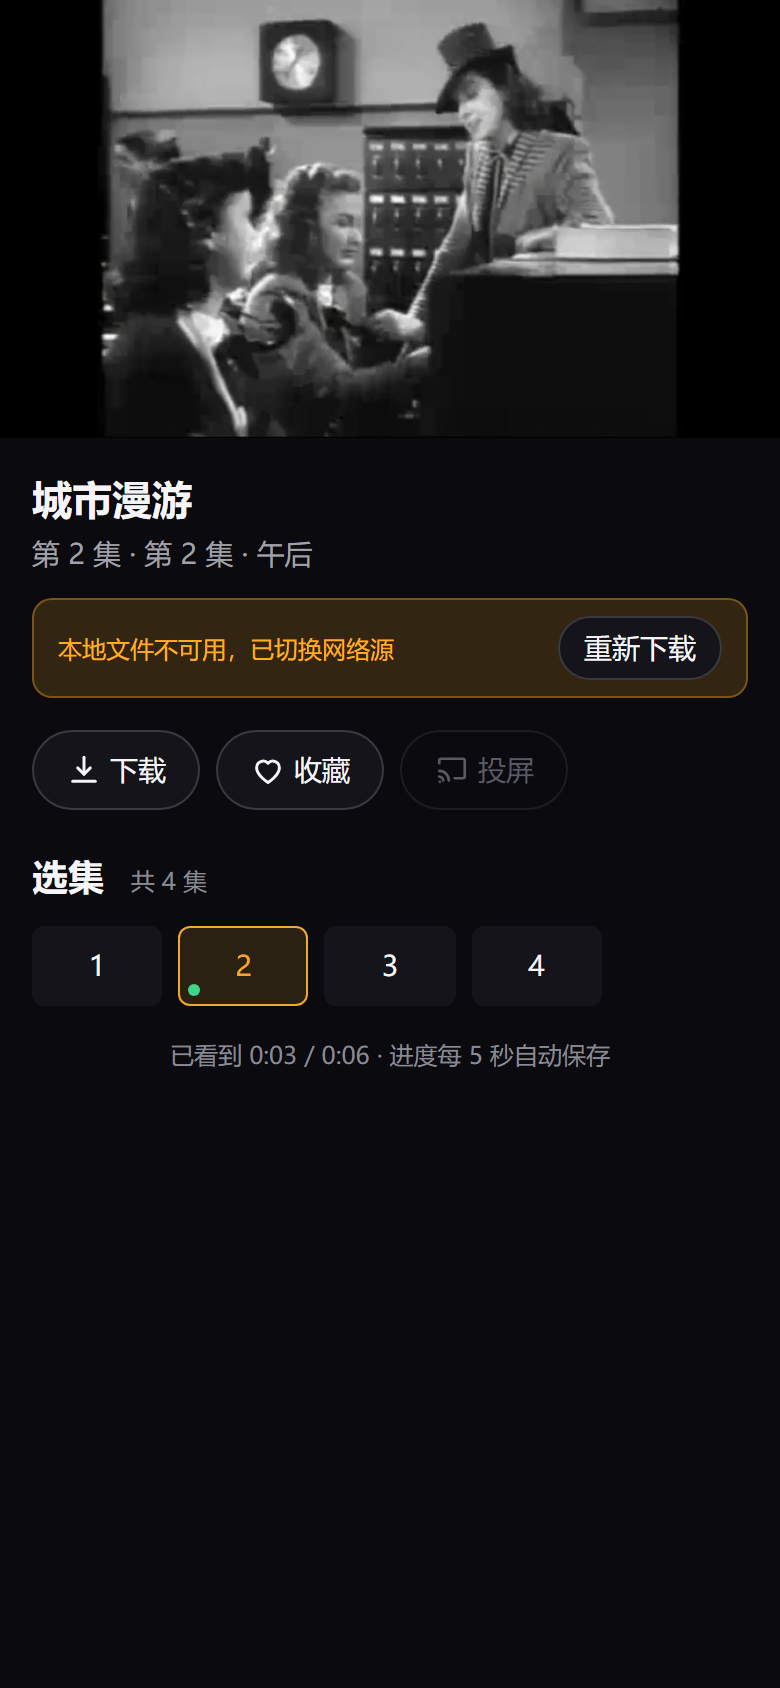 城市漫游
第 2 集 · 第 2 集 · 午后
本地文件不可用，已切换网络源
重新下载
下载
收藏
投屏
选集 共 4 集
1 2 3 4
已看到 0:03 / 0:06 · 进度每 5 秒自动保存